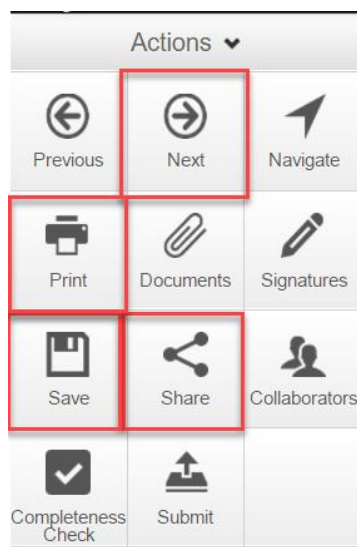 Actions
Previous Next Navigate
Print Documents Signatures
Save Share Collaborators
Completeness
Check
Submit